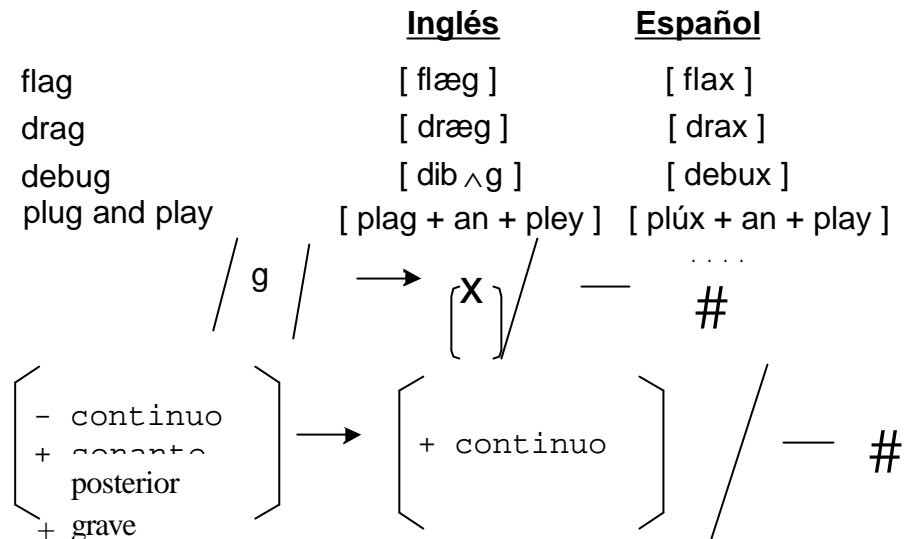 Inglés Español
flag [ flæg ] [ flax ]
drag [ dræg ] [ drax ]
debug [ dib ʌ g ] [ debux ]
plug and play [ plag + an + pley ] [ plúx + an + play ]
/ g / → [ x ] / — #
- continuo → + continuo / — #
+
posterior
+ grave